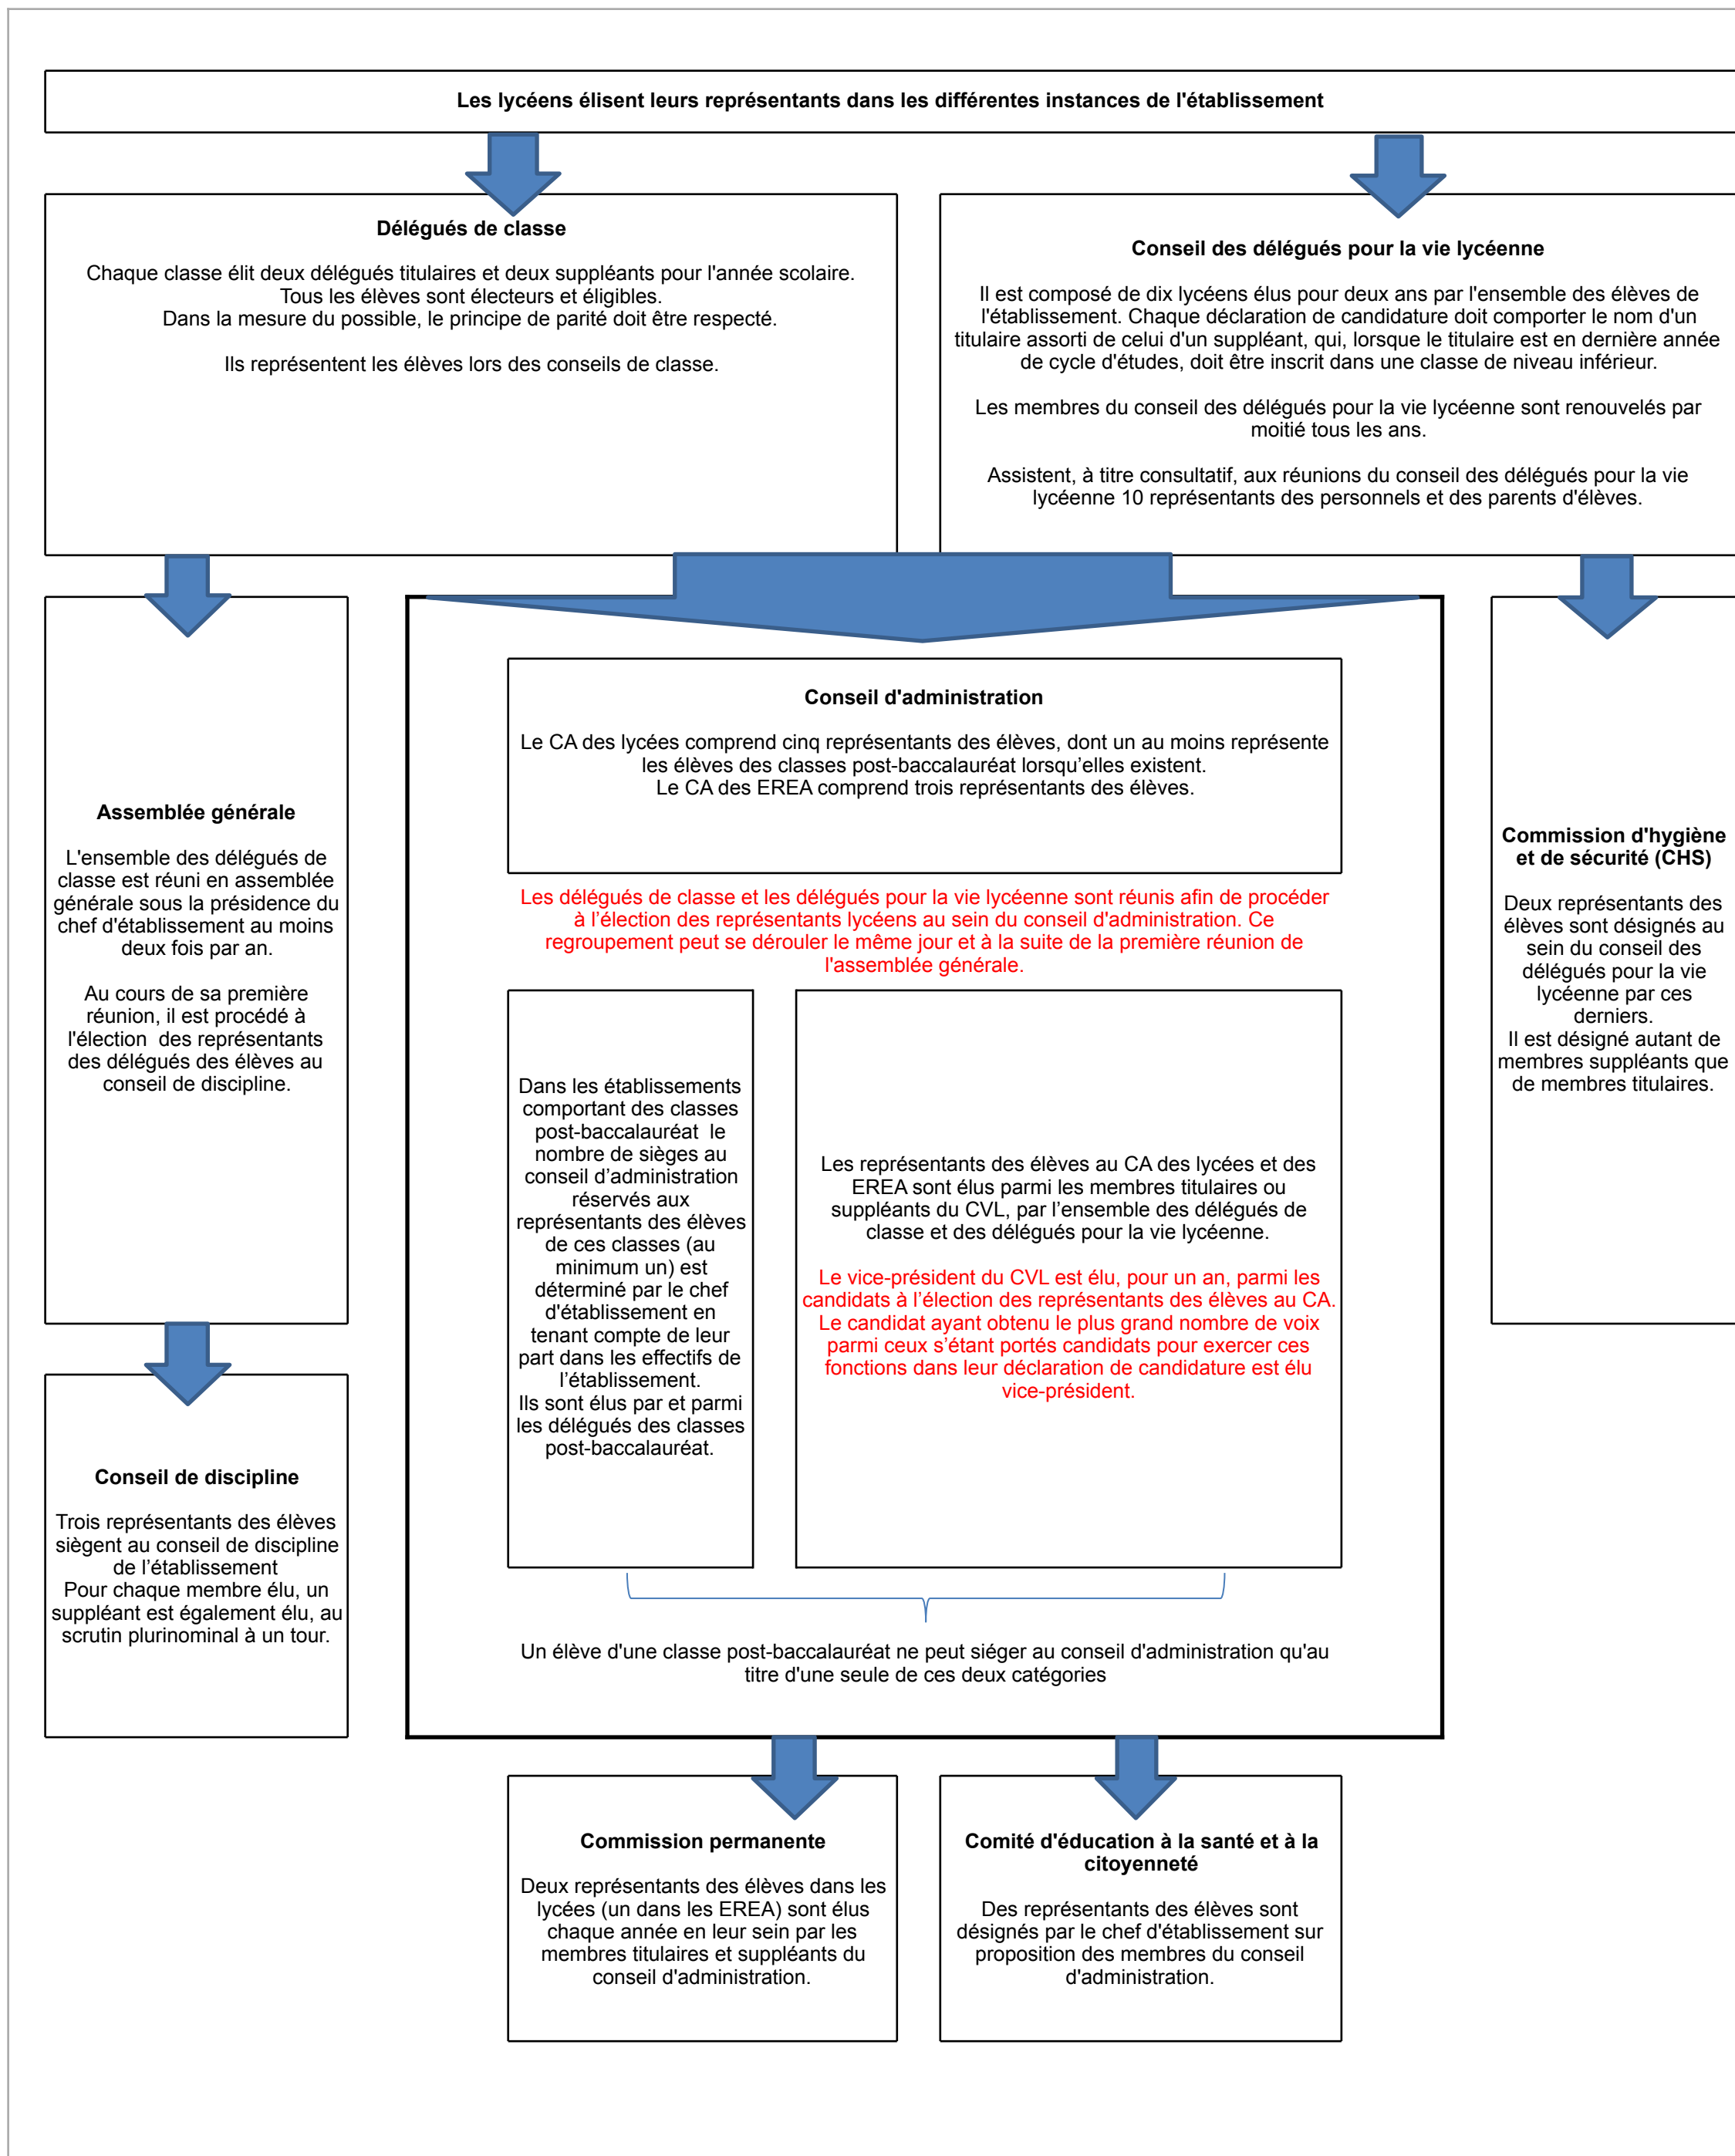 Les lycéens élisent leurs représentants dans les différentes instances de l'établissement
Délégués de classe
Chaque classe élit deux délégués titulaires et deux suppléants pour l'année scolaire.
Tous les élèves sont électeurs et éligibles.
Dans la mesure du possible, le principe de parité doit être respecté.
Ils représentent les élèves lors des conseils de classe.
Conseil des délégués pour la vie lycéenne
Il est composé de dix lycéens élus pour deux ans par l'ensemble des élèves de
l'établissement. Chaque déclaration de candidature doit comporter le nom d'un
titulaire assorti de celui d'un suppléant, qui, lorsque le titulaire est en dernière année
de cycle d'études, doit être inscrit dans une classe de niveau inférieur.
Les membres du conseil des délégués pour la vie lycéenne sont renouvelés par
moitié tous les ans.
Assistent, à titre consultatif, aux réunions du conseil des délégués pour la vie
lycéenne 10 représentants des personnels et des parents d'élèves.
Assemblée générale
L'ensemble des délégués de
classe est réuni en assemblée
générale sous la présidence du
chef d'établissement au moins
deux fois par an.
Au cours de sa première
réunion, il est procédé à
l'élection  des représentants
des délégués des élèves au
conseil de discipline.
Conseil de discipline
Trois représentants des élèves
siègent au conseil de discipline
de l’établissement
Pour chaque membre élu, un
suppléant est également élu, au
scrutin plurinominal à un tour.
Conseil d'administration
Le CA des lycées comprend cinq représentants des élèves, dont un au moins représente
les élèves des classes post-baccalauréat lorsqu’elles existent.
Le CA des EREA comprend trois représentants des élèves.
Les délégués de classe et les délégués pour la vie lycéenne sont réunis afin de procéder
à l’élection des représentants lycéens au sein du conseil d'administration. Ce
regroupement peut se dérouler le même jour et à la suite de la première réunion de
l'assemblée générale.
Dans les établissements
comportant des classes
post-baccalauréat  le
nombre de sièges au
conseil d’administration
réservés aux
représentants des élèves
de ces classes (au
minimum un) est
déterminé par le chef
d'établissement en
tenant compte de leur
part dans les effectifs de
l’établissement.
Ils sont élus par et parmi
les délégués des classes
post-baccalauréat.
Les représentants des élèves au CA des lycées et des
EREA sont élus parmi les membres titulaires ou
suppléants du CVL, par l’ensemble des délégués de
classe et des délégués pour la vie lycéenne.
Le vice-président du CVL est élu, pour un an, parmi les
candidats à l’élection des représentants des élèves au CA.
Le candidat ayant obtenu le plus grand nombre de voix
parmi ceux s’étant portés candidats pour exercer ces
fonctions dans leur déclaration de candidature est élu
vice-président.
Un élève d'une classe post-baccalauréat ne peut siéger au conseil d'administration qu'au
titre d'une seule de ces deux catégories
Commission d'hygiène
et de sécurité (CHS)
Deux représentants des
élèves sont désignés au
sein du conseil des
délégués pour la vie
lycéenne par ces
derniers.
Il est désigné autant de
membres suppléants que
de membres titulaires.
Commission permanente
Deux représentants des élèves dans les
lycées (un dans les EREA) sont élus
chaque année en leur sein par les
membres titulaires et suppléants du
conseil d'administration.
Comité d'éducation à la santé et à la
citoyenneté
Des représentants des élèves sont
désignés par le chef d'établissement sur
proposition des membres du conseil
d'administration.